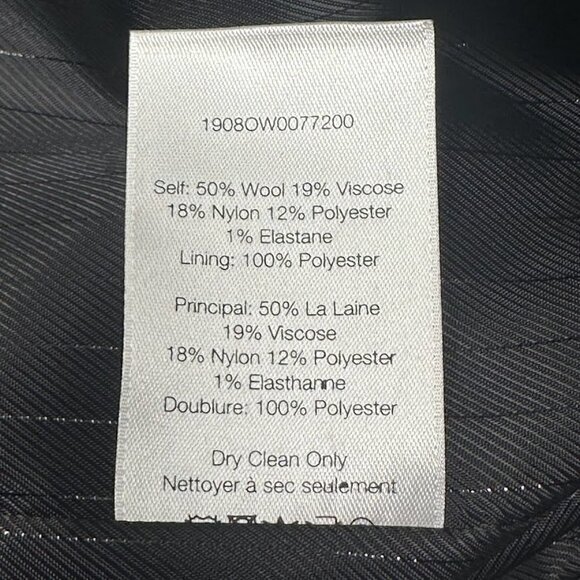 1908OW0077200
Self: 50% Wool 19% Viscose
18% Nylon 12% Polyester
1% Elastane
Lining: 100% Polyester
Principal: 50% La Laine
19% Viscose
18% Nylon 12% Polyester
1% Elasthanne
Doublure: 100% Polyester
Dry Clean Only
Nettoyer à sec seulement